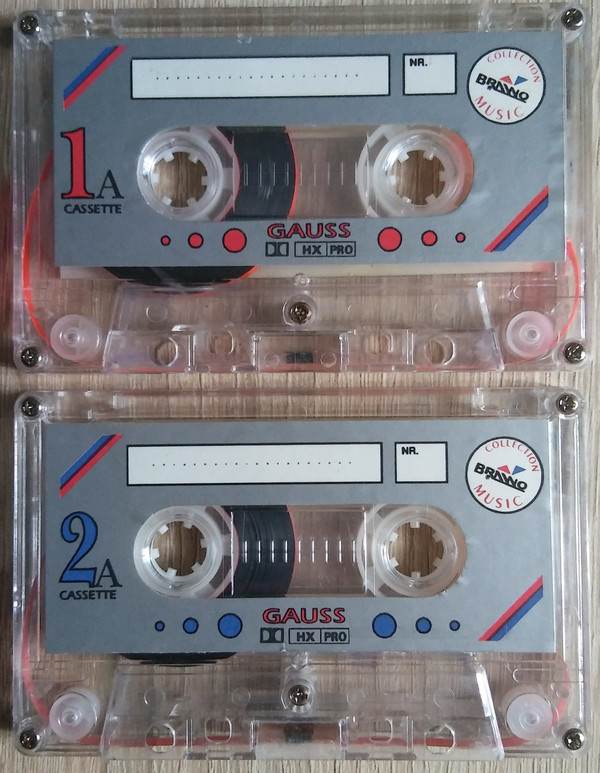 NR.
COLLECTION
BRAWO
MUSIC
1A
CASSETTE
GAUSS
HX PRO
NR.
COLLECTION
BRAWO
MUSIC
2A
CASSETTE
GAUSS
HX PRO